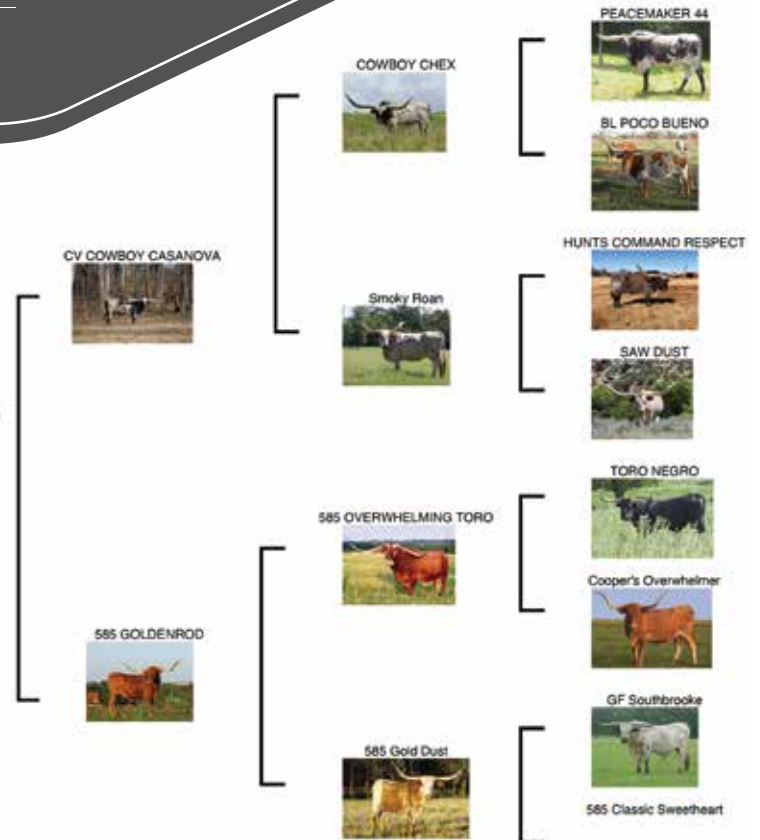 PEACEMAKER 44
COWBOY CHEX
BL POCO BUENO
HUNTS COMMAND RESPECT
CV COWBOY CASANOVA
Smoky Roan
SAW DUST
TORO NEGRO
585 OVERWHELMING TORO
Cooper's Overwhelmer
585 GOLDENROD
GF Southbrooke
585 Gold Dust
585 Classic Sweetheart